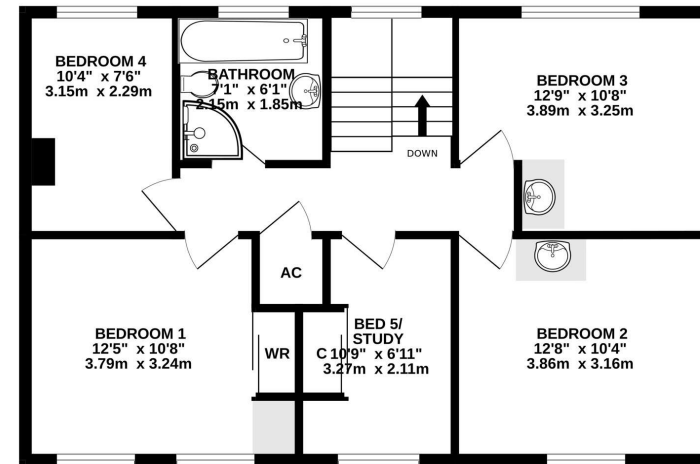 BEDROOM 4
10'4" x 7'6"
3.15m x 2.29m
BATHROOM
7'1" x 6'1"
2.15m x 1.85m
DOWN
BEDROOM 3
12'9" x 10'8"
3.89m x 3.25m
AC
BEDROOM 1
12'5" x 10'8"
3.79m x 3.24m
WR
BED 5/
STUDY
C 10'9" x 6'11"
3.27m x 2.11m
BEDROOM 2
12'8" x 10'4"
3.86m x 3.16m